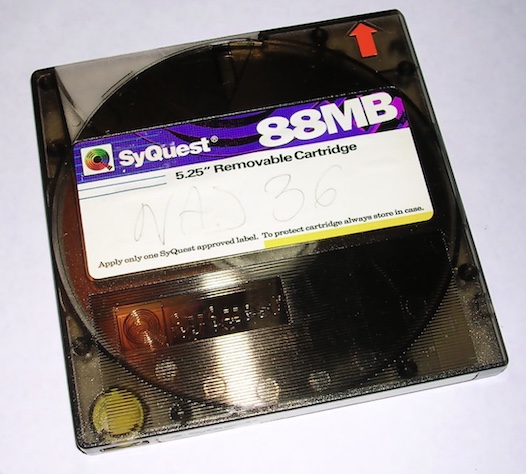 SyQuest® 88MB
5.25" Removable Cartridge
NAD 36
Apply only one SyQuest approved label. To protect cartridge always store in case.
SyQuest